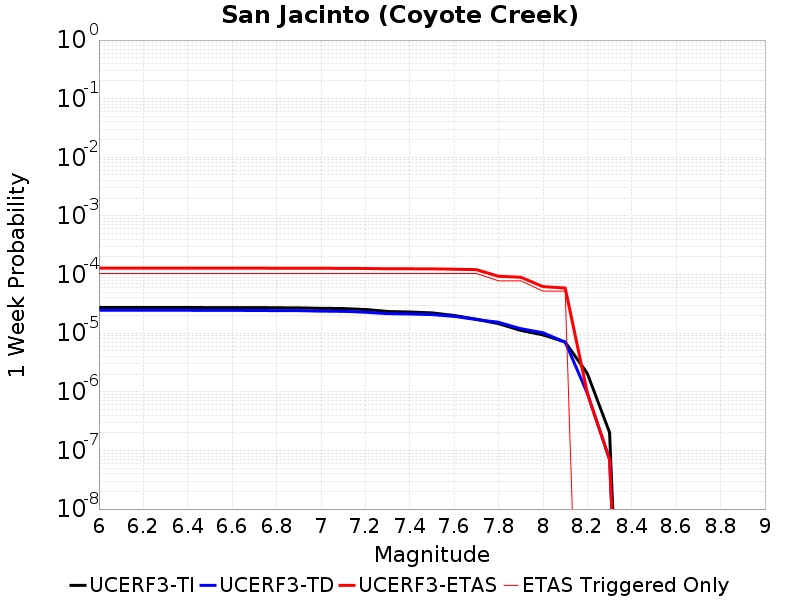 San Jacinto (Coyote Creek)
1 Week Probability
10^0
10^-1
10^-2
10^-3
10^-4
10^-5
10^-6
10^-7
10^-8
6 6.2 6.4 6.6 6.8 7 7.2 7.4 7.6 7.8 8 8.2 8.4 8.6 8.8 9
Magnitude
UCERF3-TI UCERF3-TD UCERF3-ETAS ETAS Triggered Only